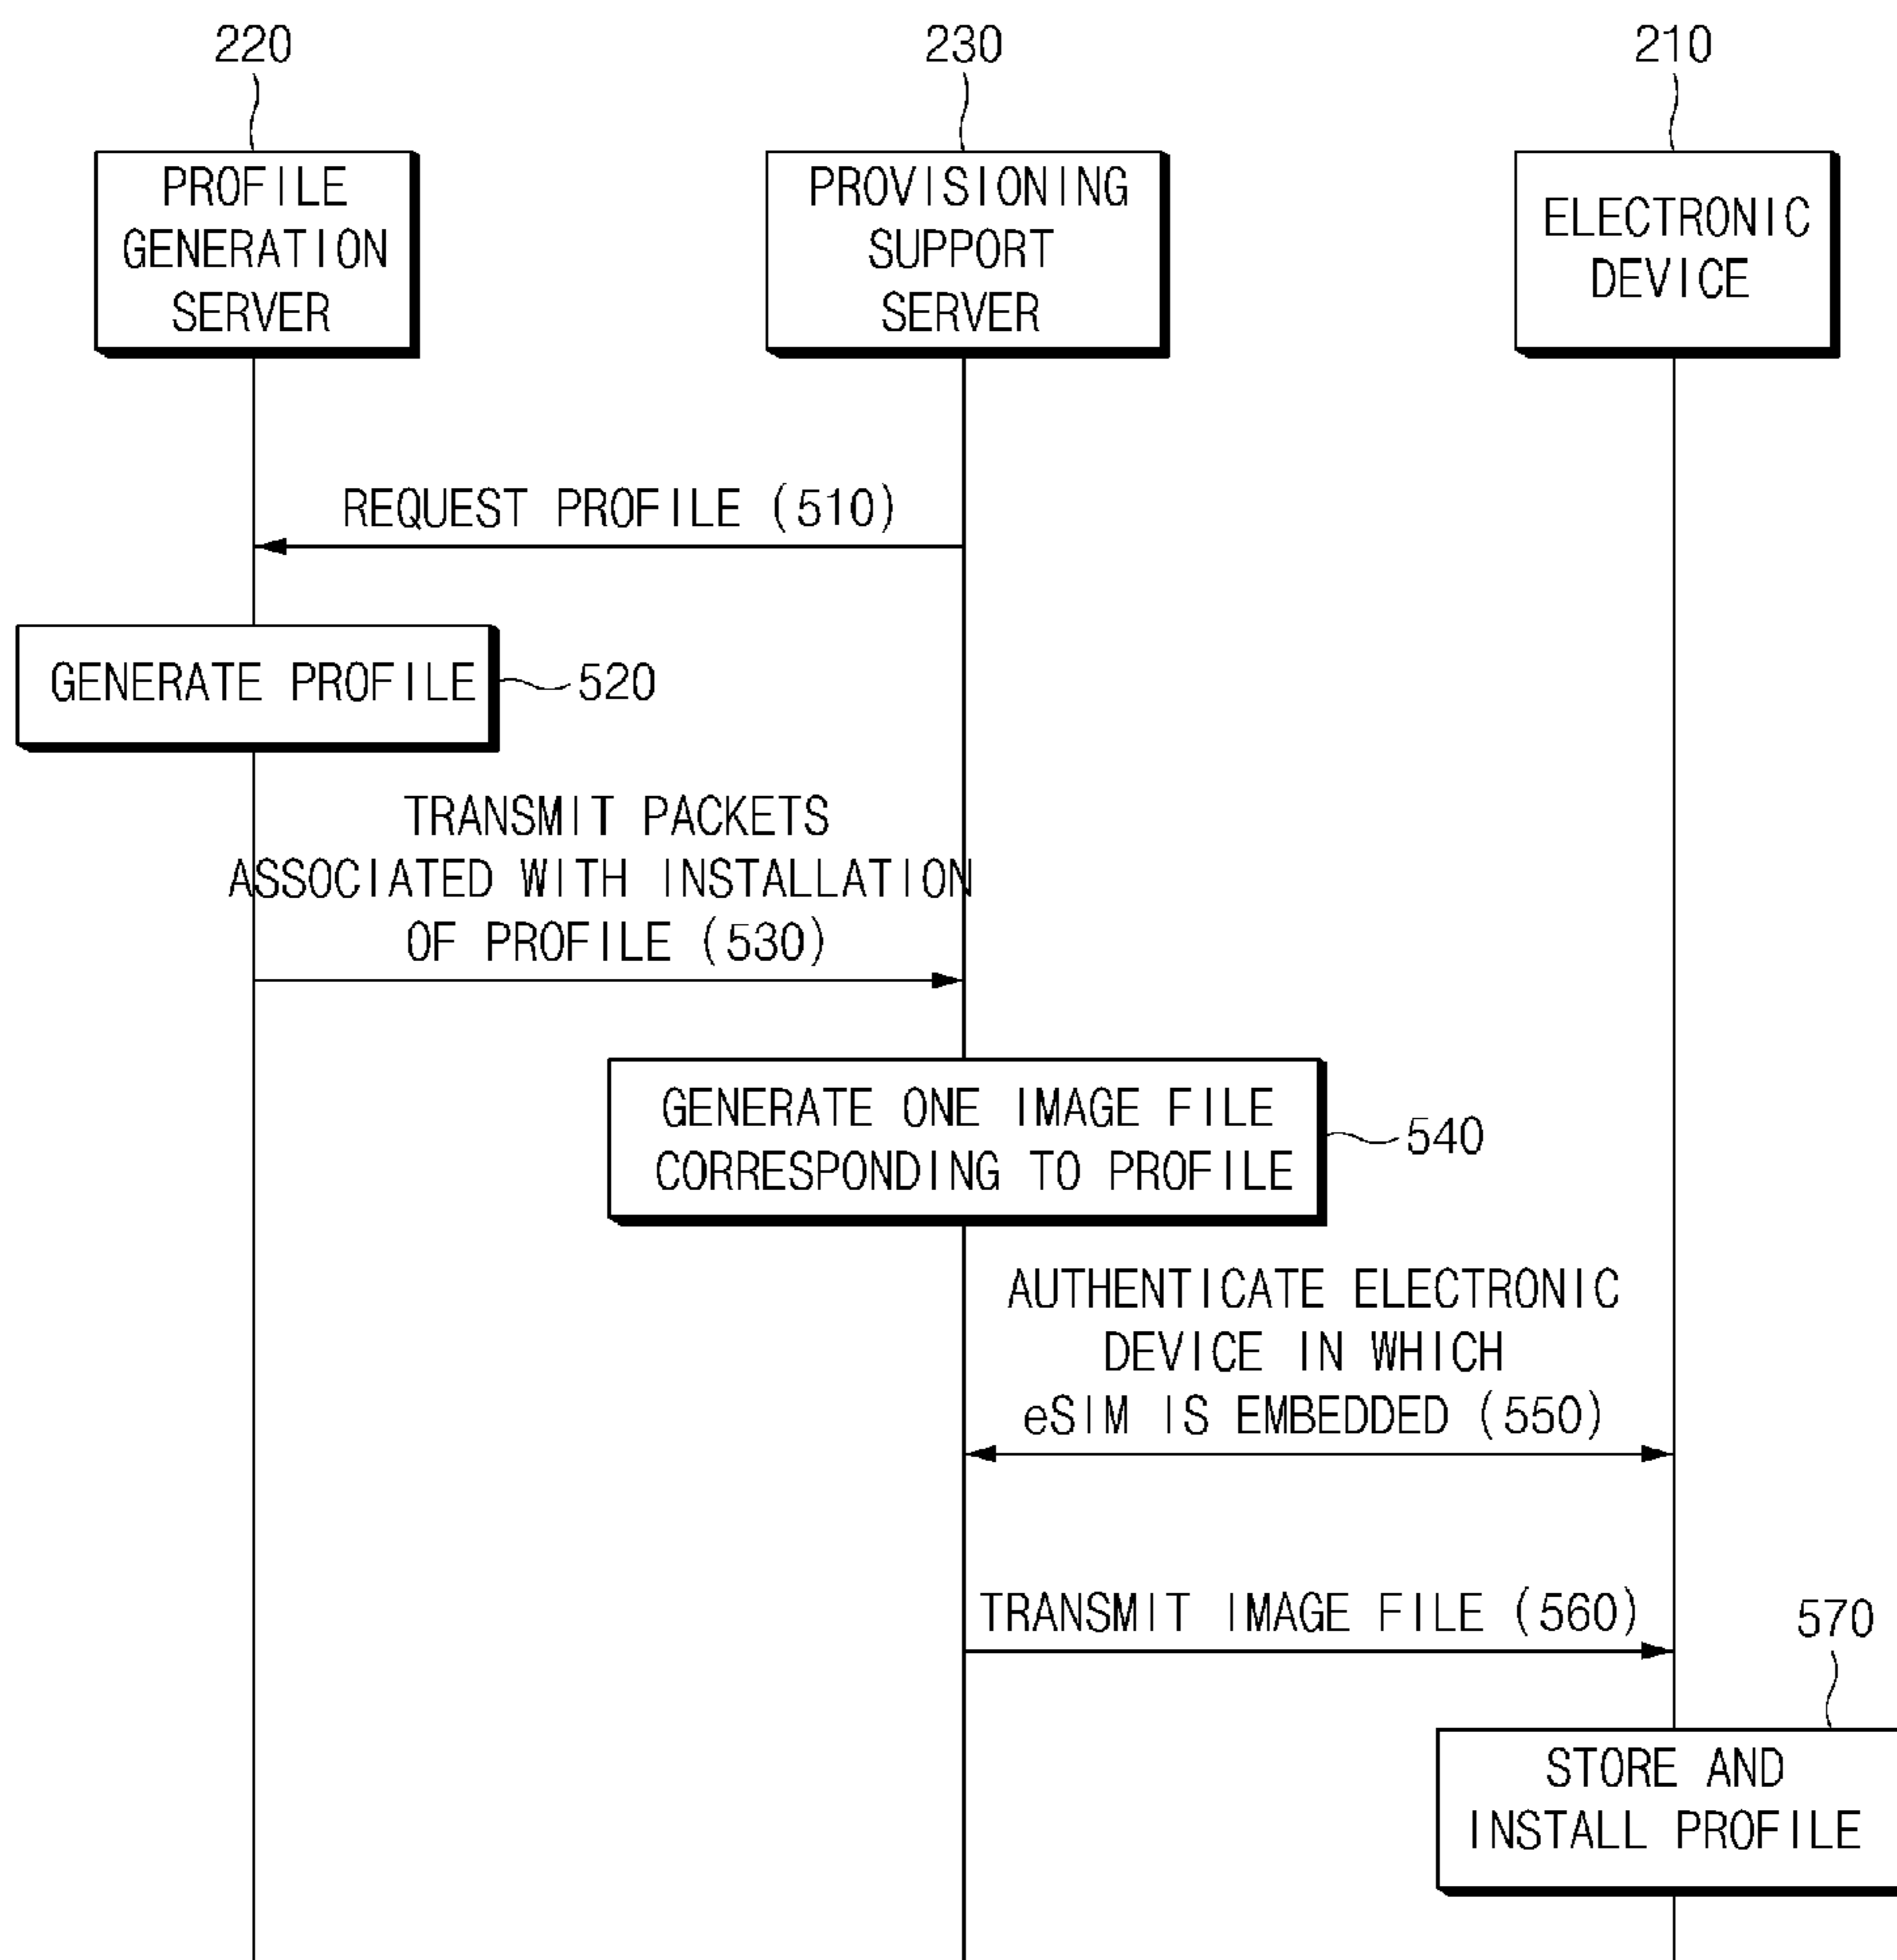 220
230
210
PROFILE
GENERATION
SERVER
PROVISIONING
SUPPORT
SERVER
ELECTRONIC
DEVICE
REQUEST PROFILE (510)
GENERATE PROFILE
520
TRANSMIT PACKETS
ASSOCIATED WITH INSTALLATION
OF PROFILE (530)
GENERATE ONE IMAGE FILE
CORRESPONDING TO PROFILE
540
AUTHENTICATE ELECTRONIC
DEVICE IN WHICH
eSIM IS EMBEDDED (550)
TRANSMIT IMAGE FILE (560)
570
STORE AND
INSTALL PROFILE